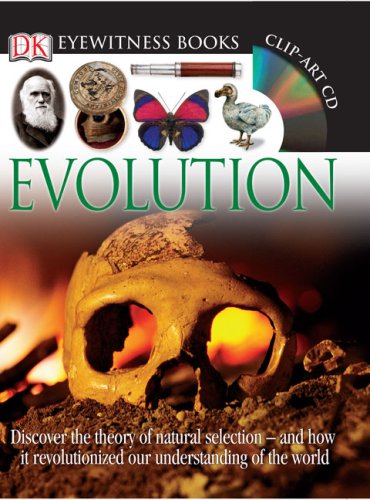 DK EYEWITNESS BOOKS
CLIP-ART CD
EVOLUTION
Discover the theory of natural selection – and how
it revolutionized our understanding of the world